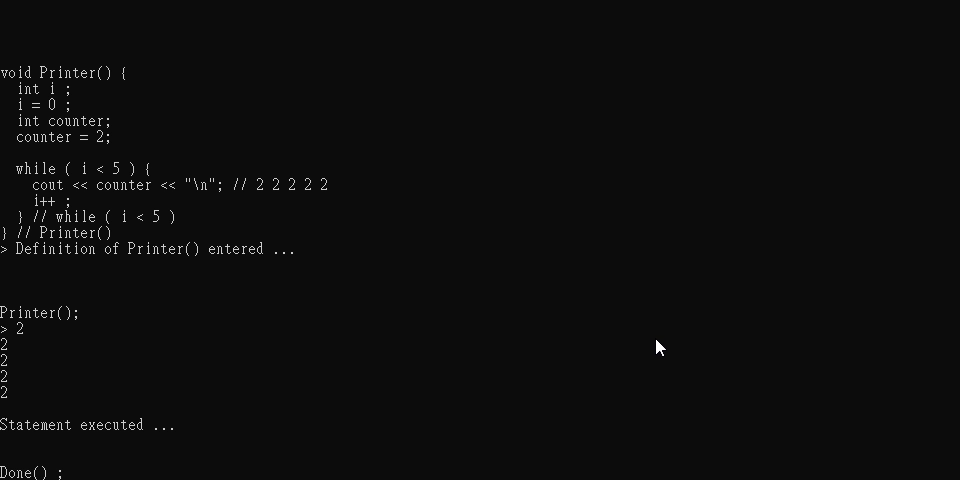 void Printer() {
  int i ;
  i = 0 ;
  int counter;
  counter = 2;
  while ( i < 5 ) {
    cout << counter << "\n"; // 2 2 2 2 2
    i++ ;
  } // while ( i < 5 )
} // Printer()
> Definition of Printer() entered ...
Printer();
> 2
2
2
2
2
Statement executed ...
Done() ;